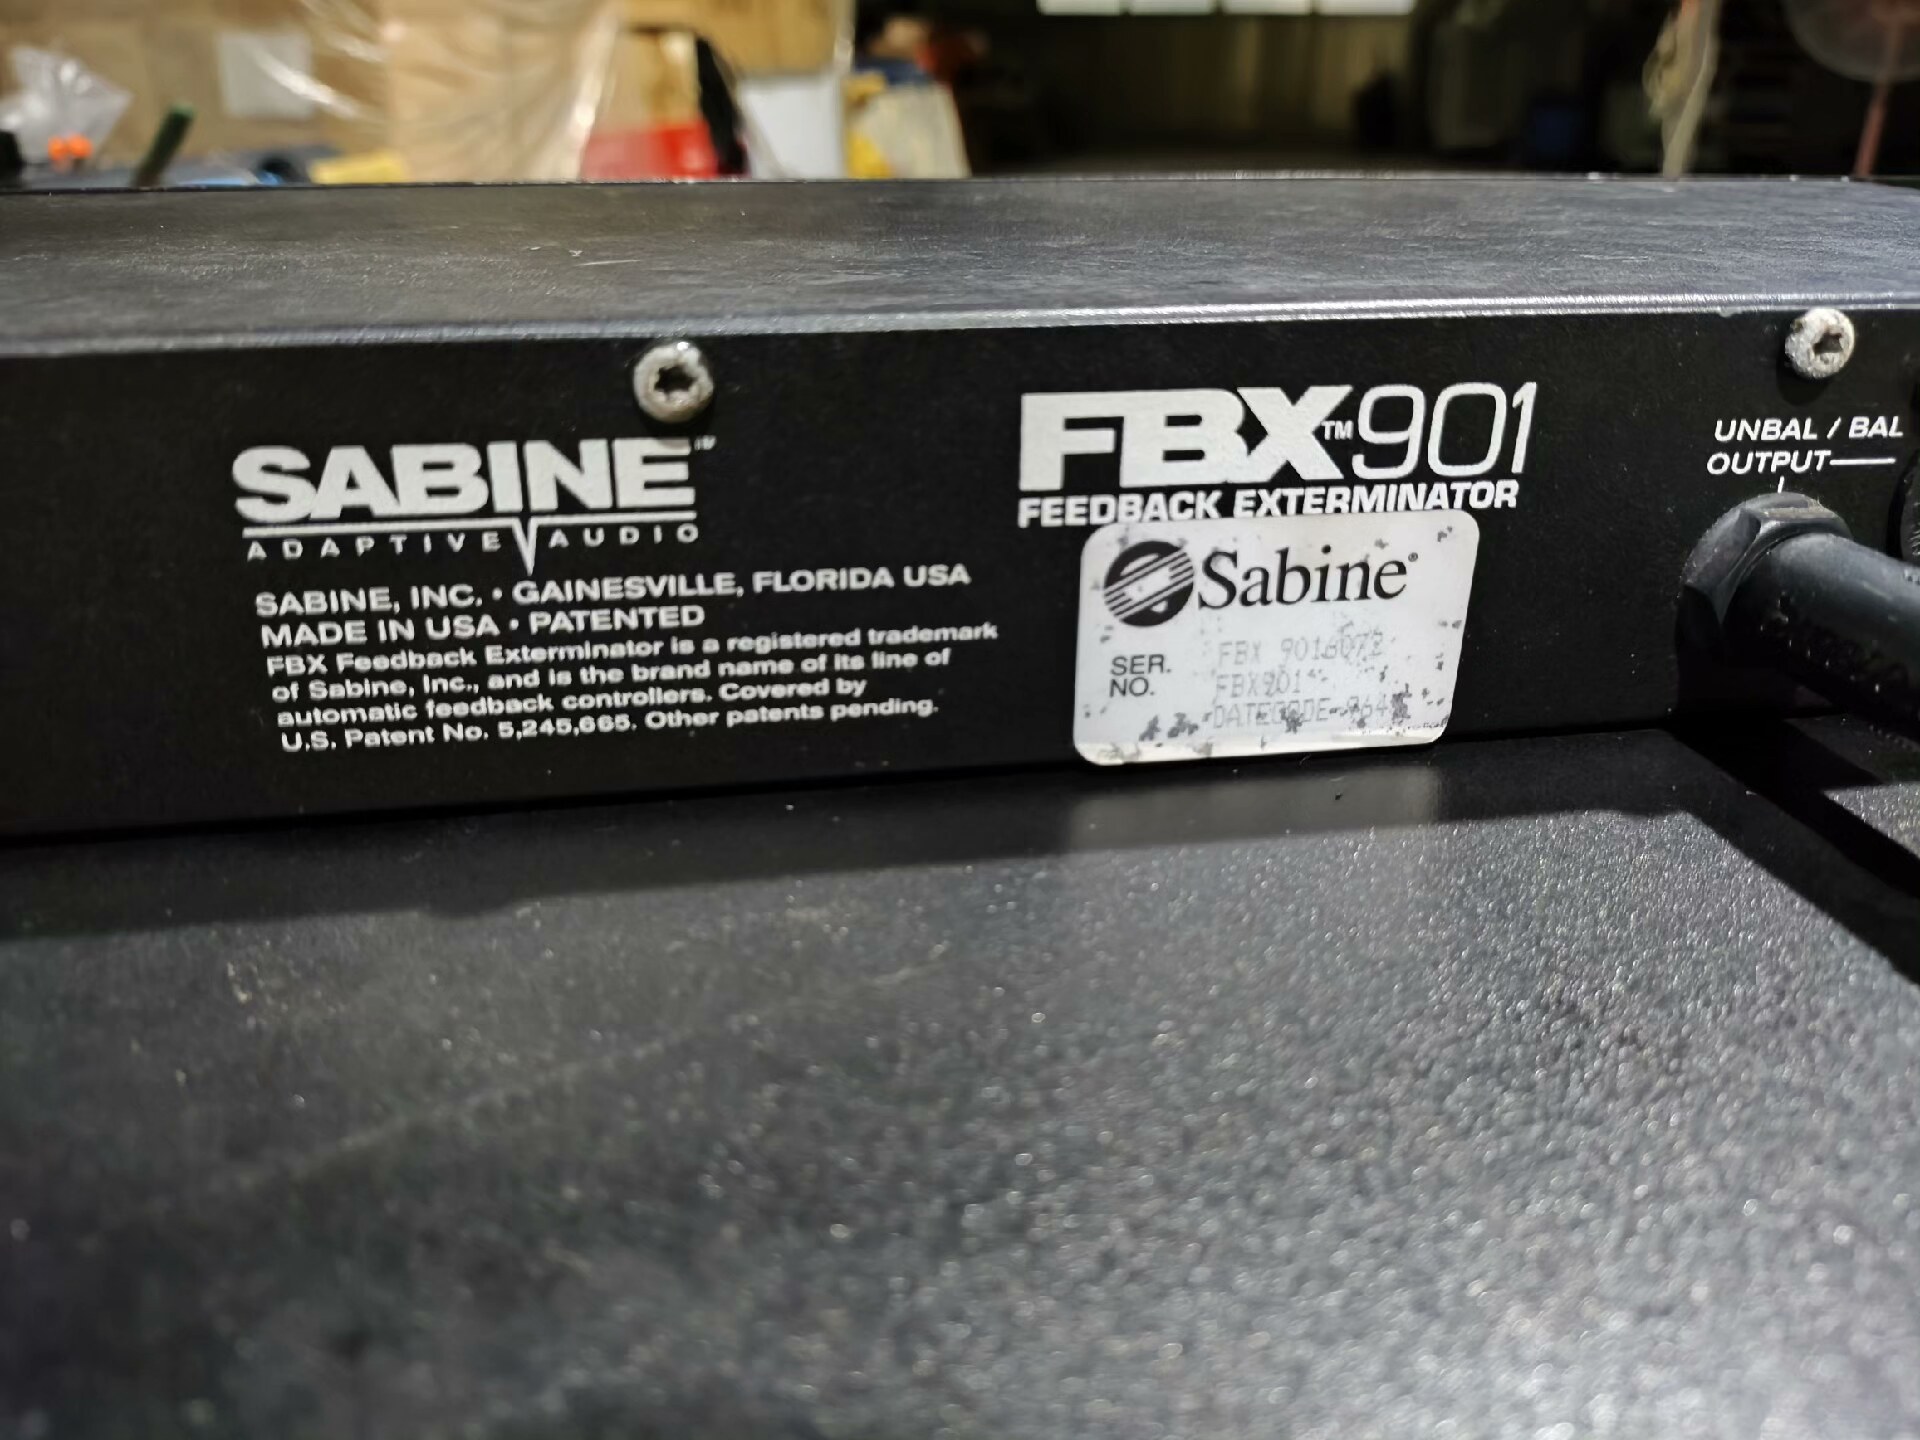 SABINE™
ADAPTIVE AUDIO
SABINE, INC. • GAINESVILLE, FLORIDA USA
MADE IN USA • PATENTED
FBX Feedback Exterminator is a registered trademark
of Sabine, Inc., and is the brand name of its line of
automatic feedback controllers. Covered by
U.S. Patent No. 5,245,665. Other patents pending.
FBX™901
FEEDBACK EXTERMINATOR
Sabine®
SER.
NO.
FBX
FBX901
UNBAL / BAL
OUTPUT